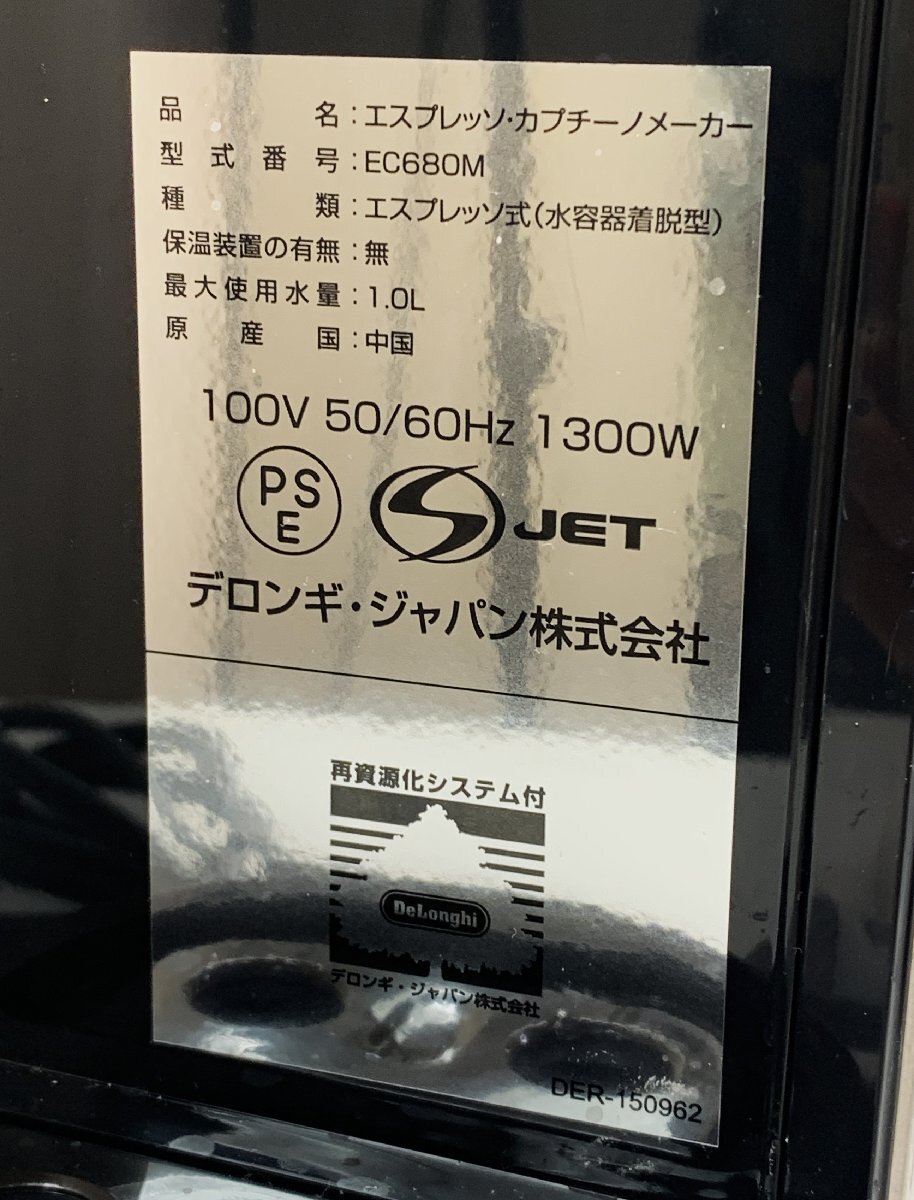 品名：エスプレッソ・カプチーノメーカー
型式番号：EC680M
種類：エスプレッソ式（水容器着脱型）
保温装置の有無：無
最大使用水量：1.0L
原産国：中国
100V 50/60Hz 1300W
PS
E
S JET
デロンギ・ジャパン株式会社
再資源化システム付
DeLonghi
デロンギ・ジャパン株式会社
DER-150962